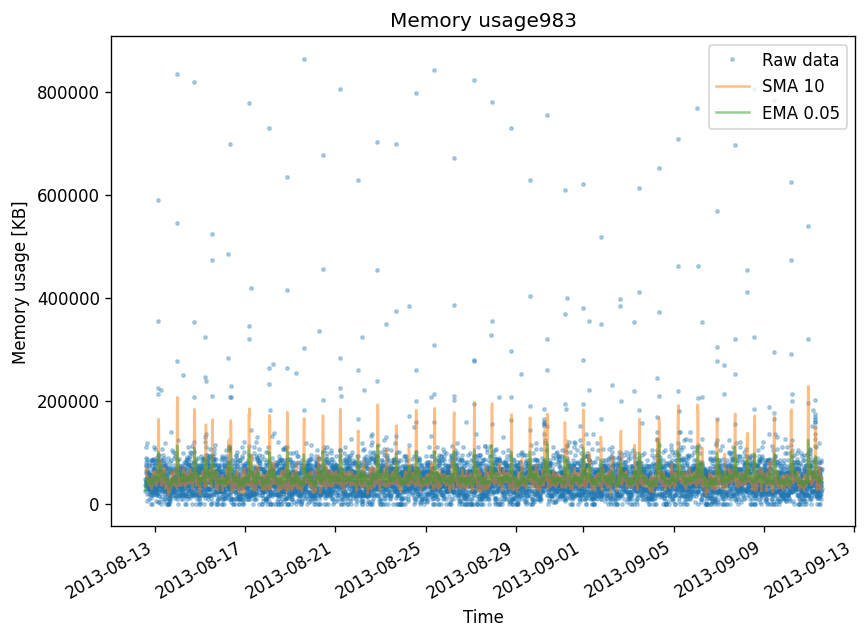 Memory usage983
Raw data
SMA 10
EMA 0.05
Memory usage [KB]
800000
600000
400000
200000
0
2013-08-13
2013-08-17
2013-08-21
2013-08-25
2013-08-29
2013-09-01
2013-09-05
2013-09-09
2013-09-13
Time